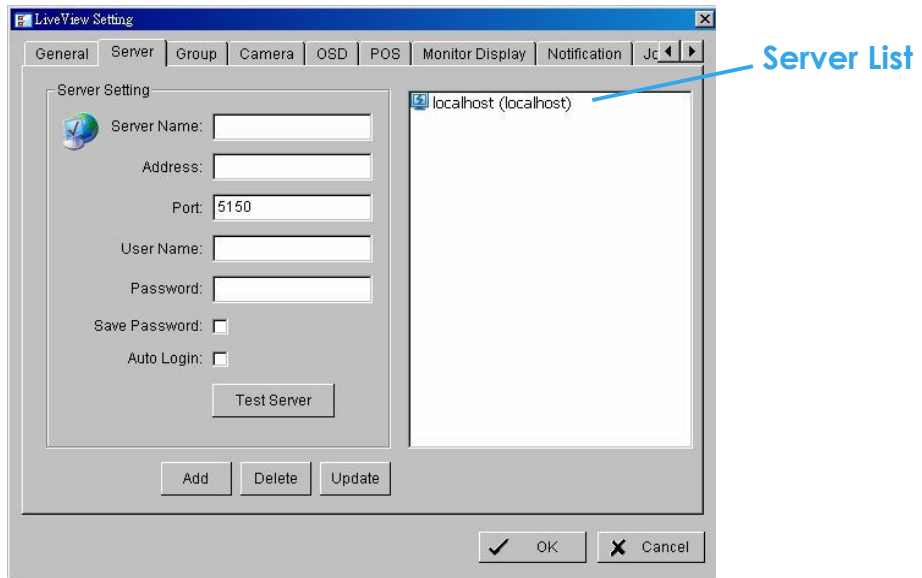 LiveView Setting
General Server Group Camera OSD POS Monitor Display Notification
Server List
Server Setting
localhost (localhost)
Server Name:
Address:
Port: 5150
User Name:
Password:
Save Password:
Auto Login:
Test Server
Add Delete Update
OK Cancel